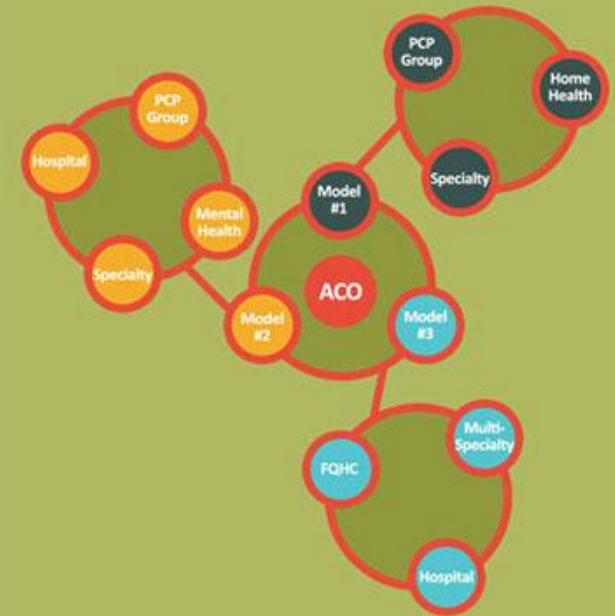 PCP
Group
Home
Health
Specialty
Model
#1
PCP
Group
Hospital
Mental
Health
Specialty
Model
#2
ACO
Model
#3
Multi-
Specialty
FQHC
Hospital